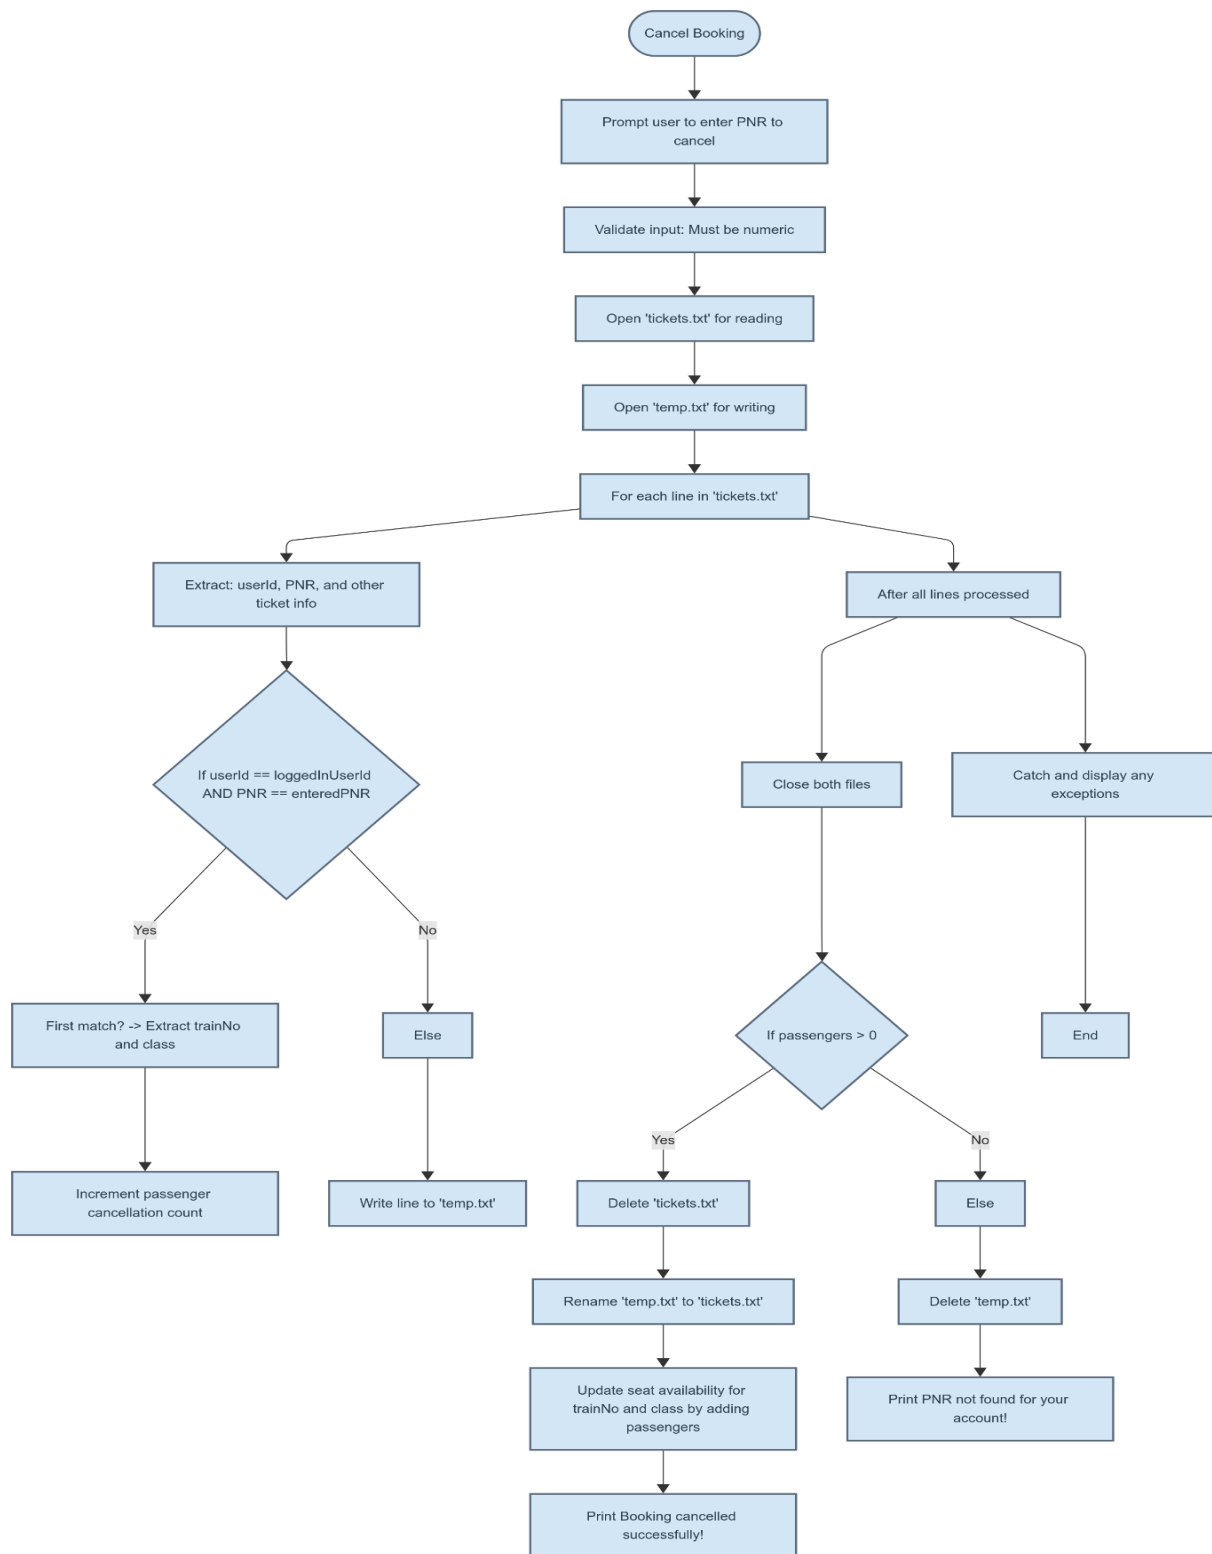 Cancel Booking
Prompt user to enter PNR to
cancel
Validate input: Must be numeric
Open 'tickets.txt' for reading
Open 'temp.txt' for writing
For each line in 'tickets.txt'
Extract: userId, PNR, and other
ticket info
After all lines processed
If userId == loggedInUserId
AND PNR == enteredPNR
Close both files
Catch and display any
exceptions
Yes
No
First match? -> Extract trainNo
and class
Else
If passengers > 0
End
Increment passenger
cancellation count
Write line to 'temp.txt'
Yes
No
Delete 'tickets.txt'
Else
Rename 'temp.txt' to 'tickets.txt'
Delete 'temp.txt'
Update seat availability for
trainNo and class by adding
passengers
Print PNR not found for your
account!
Print Booking cancelled
successfully!